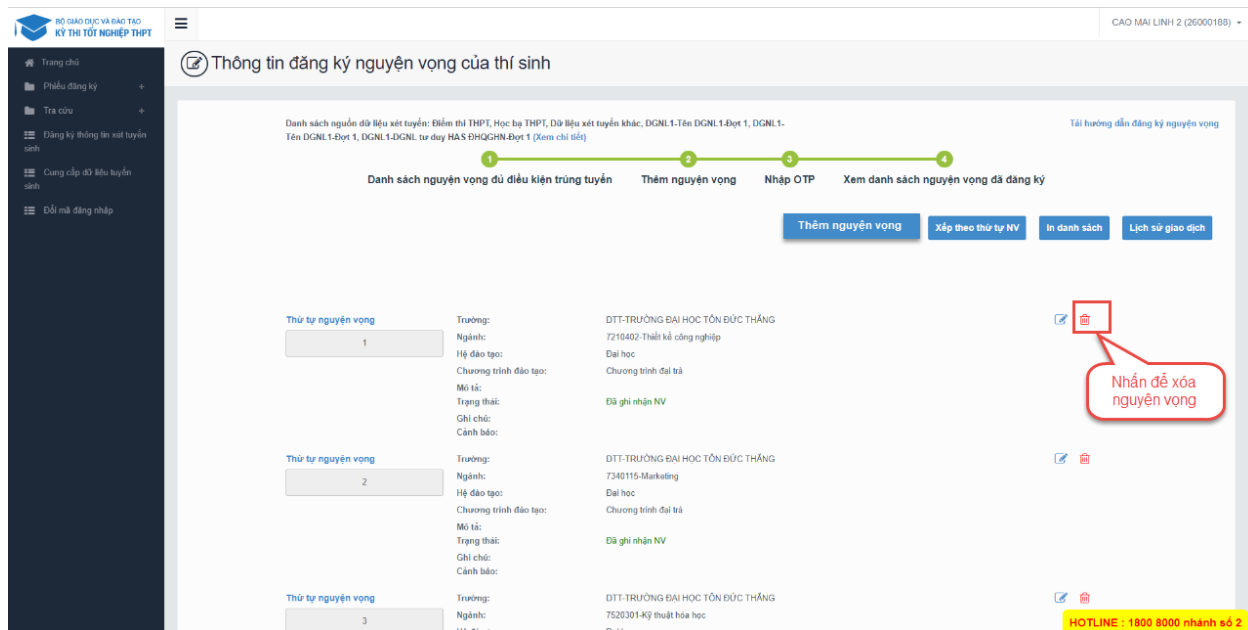 BỘ GIÁO DỤC VÀ ĐÀO TẠO
KỲ THI TỐT NGHIỆP THPT
CAO MAI LINH 2 (26000188)
Trang chủ
Phiếu đăng ký +
Tra cứu +
Đăng ký thông tin xét tuyển
sinh
Cung cấp dữ liệu tuyển
sinh
Đổi mã đăng nhập
Thông tin đăng ký nguyện vọng của thí sinh
Danh sách nguồn dữ liệu xét tuyển: Điểm thi THPT, Học bạ THPT, Dữ liệu xét tuyển khác, DGNL1-Tên DGNL1-Đợt 1, DGNL1-
Tên DGNL1-Đợt 1, DGNL1-DGNL tư duy HAS ĐHQGHN-Đợt 1 (Xem chi tiết)
Tải hướng dẫn đăng ký nguyện vọng
1 2 3 4
Danh sách nguyện vọng đủ điều kiện trúng tuyển Thêm nguyện vọng Nhập OTP Xem danh sách nguyện vọng đã đăng ký
Thêm nguyện vọng Xếp theo thứ tự NV In danh sách Lịch sử giao dịch
Thứ tự nguyện vọng
1
Trường: DTT-TRƯỜNG ĐẠI HỌC TÔN ĐỨC THẮNG
Ngành: 7210402-Thiết kế công nghiệp
Hệ đào tạo: Đại học
Chương trình đào tạo: Chương trình đại trà
Mô tả:
Trạng thái: Đã ghi nhận NV
Ghi chú:
Cảnh báo:
Nhấn để xóa
nguyện vọng
Thứ tự nguyện vọng
2
Trường: DTT-TRƯỜNG ĐẠI HỌC TÔN ĐỨC THẮNG
Ngành: 7340115-Marketing
Hệ đào tạo: Đại học
Chương trình đào tạo: Chương trình đại trà
Mô tả:
Trạng thái: Đã ghi nhận NV
Ghi chú:
Cảnh báo:
Thứ tự nguyện vọng
3
Trường: DTT-TRƯỜNG ĐẠI HỌC TÔN ĐỨC THẮNG
Ngành: 7520301-Kỹ thuật hóa học
HOTLINE : 1800 8000 nhánh số 2